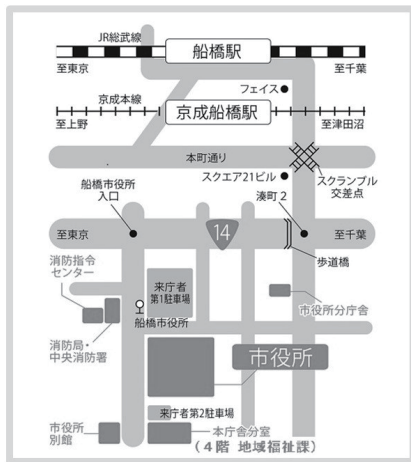 JR総武線
船橋駅
至東京
至千葉
フェイス
京成本線
京成船橋駅
至上野
至津田沼
本町通り
スクエア21ビル
スクランブル
交差点
船橋市役所
入口
湊町2
至東京
14
至千葉
歩道橋
消防指令
センター
来庁者
第1駐車場
市役所分庁舎
船橋市役所
消防局・
中央消防署
市役所
来庁者第2駐車場
市役所
別館
本庁舎分室
(4階 地域福祉課)